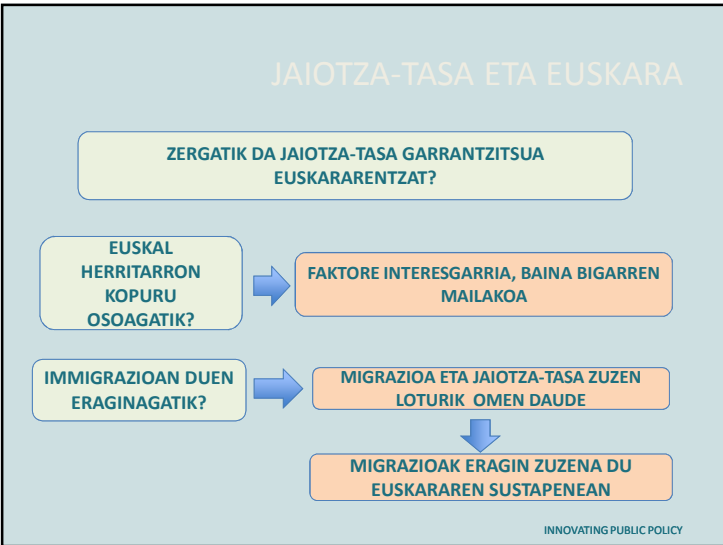 JAIOTZA-TASA ETA EUSKARA
ZERGATIK DA JAIOTZA-TASA GARRANTZITSUA
EUSKARARENTZAT?
EUSKAL
HERRITARRON
KOPURU
OSOAGATIK?
FAKTORE INTERESGARRIA, BAINA BIGARREN
MAILAKOA
IMMIGRAZIOAN DUEN
ERAGINAGATIK?
MIGRAZIOA ETA JAIOTZA-TASA ZUZEN
LOTURIK OMEN DAUDE
MIGRAZIOAK ERAGIN ZUZENA DU
EUSKARAREN SUSTAPENEAN
INNOVATING PUBLIC POLICY